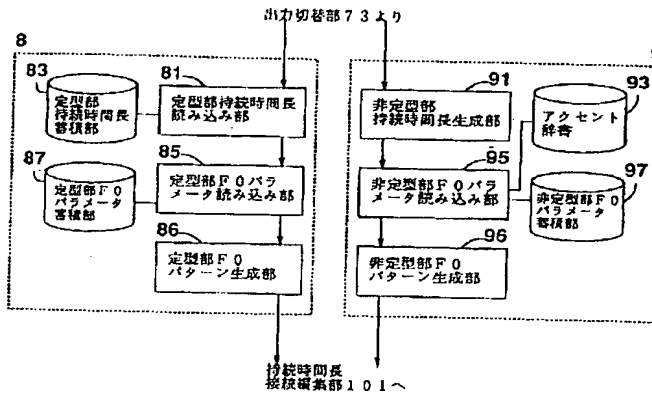 出力切替部73より
8
83
定型部
持続時間長
蓄積部
81
定型部持続時間長
読み込み部
87
定型部F0
パラメータ
蓄積部
85
定型部F0パラ
メータ読み込み部
86
定型部F0
パターン生成部
91
非定型部
持続時間長生成部
93
アクセント
辞書
95
非定型部F0パラ
メータ読み込み部
97
非定型部F0
パラメータ
蓄積部
96
非定型部F0
パターン生成部
持続時間長
接続編集部101へ